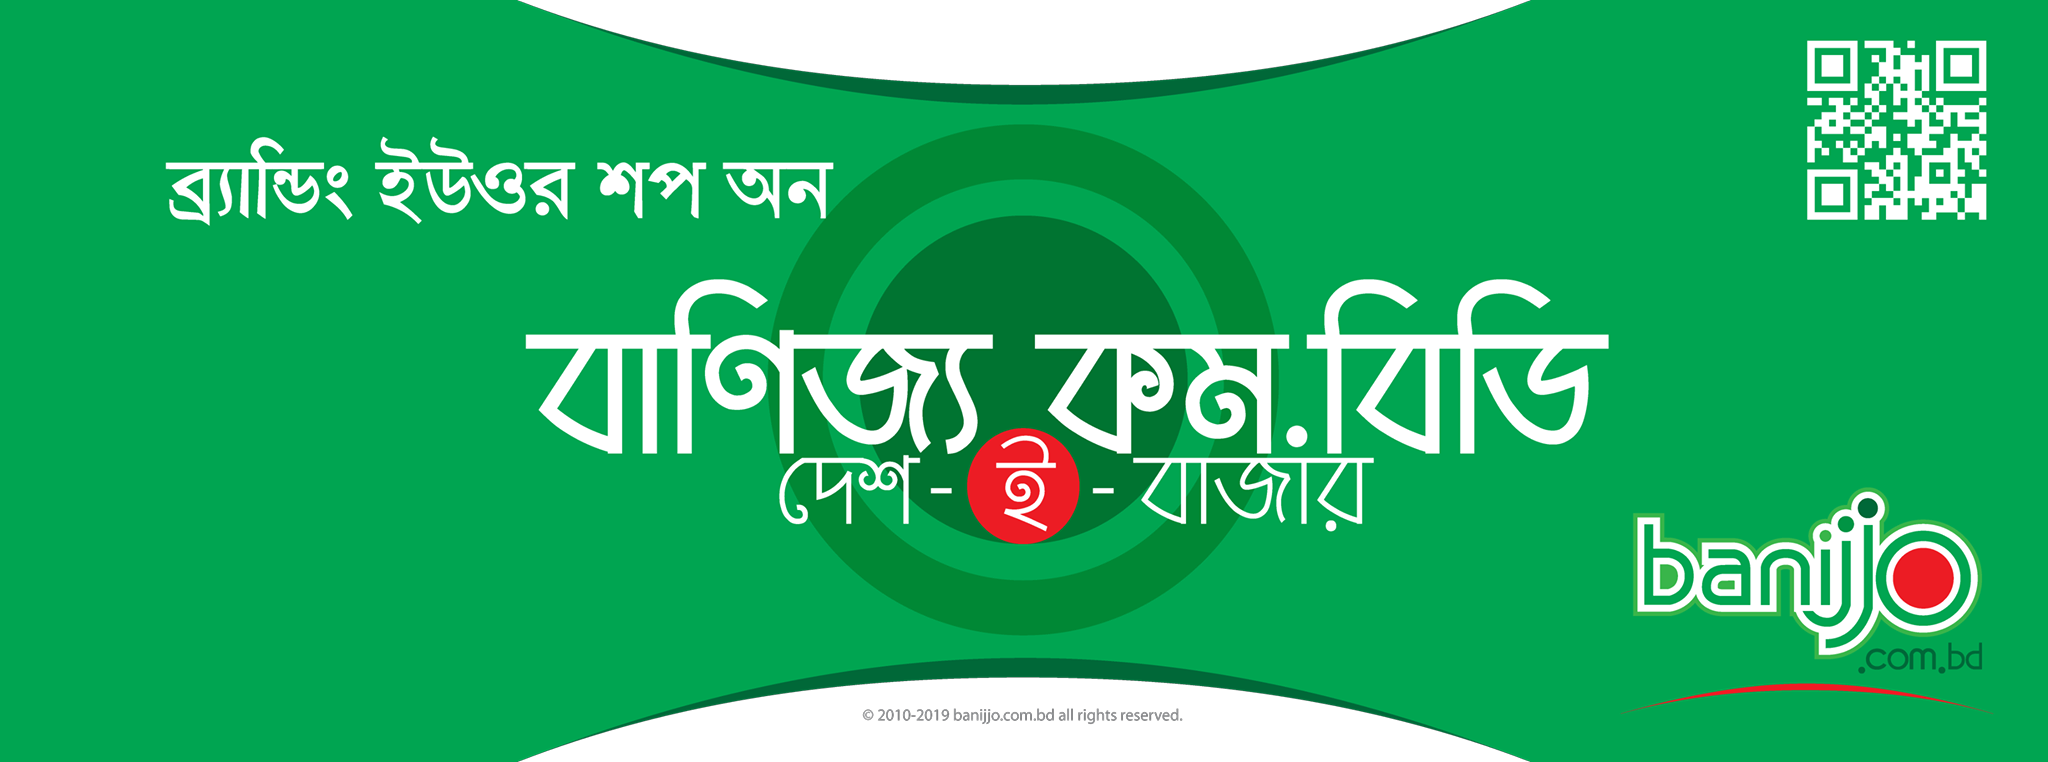 ব্র্যান্ডিং ইউওর শপ অন
বাণিজ্য কম.বিডি
দেশ - ই - বাজার
banijjo
.com.bd
© 2010-2019 banijjo.com.bd all rights reserved.